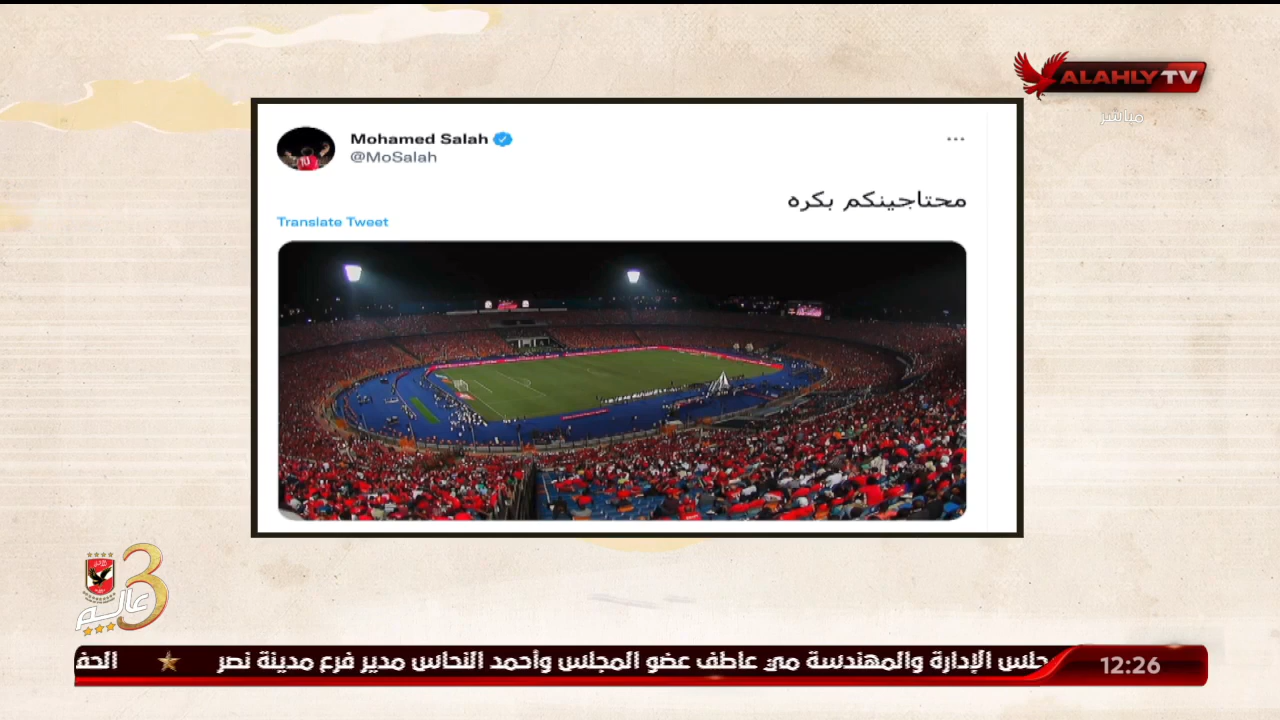 ALAHLY TV
مباشر
Mohamed Salah
@MoSalah
محتاجينكم بكره
Translate Tweet
3
عالم
جلس الإدارة والمهندسة مي عاطف عضو المجلس وأحمد النحاس مدير فرع مدينة نصر ★ الحف
12:26